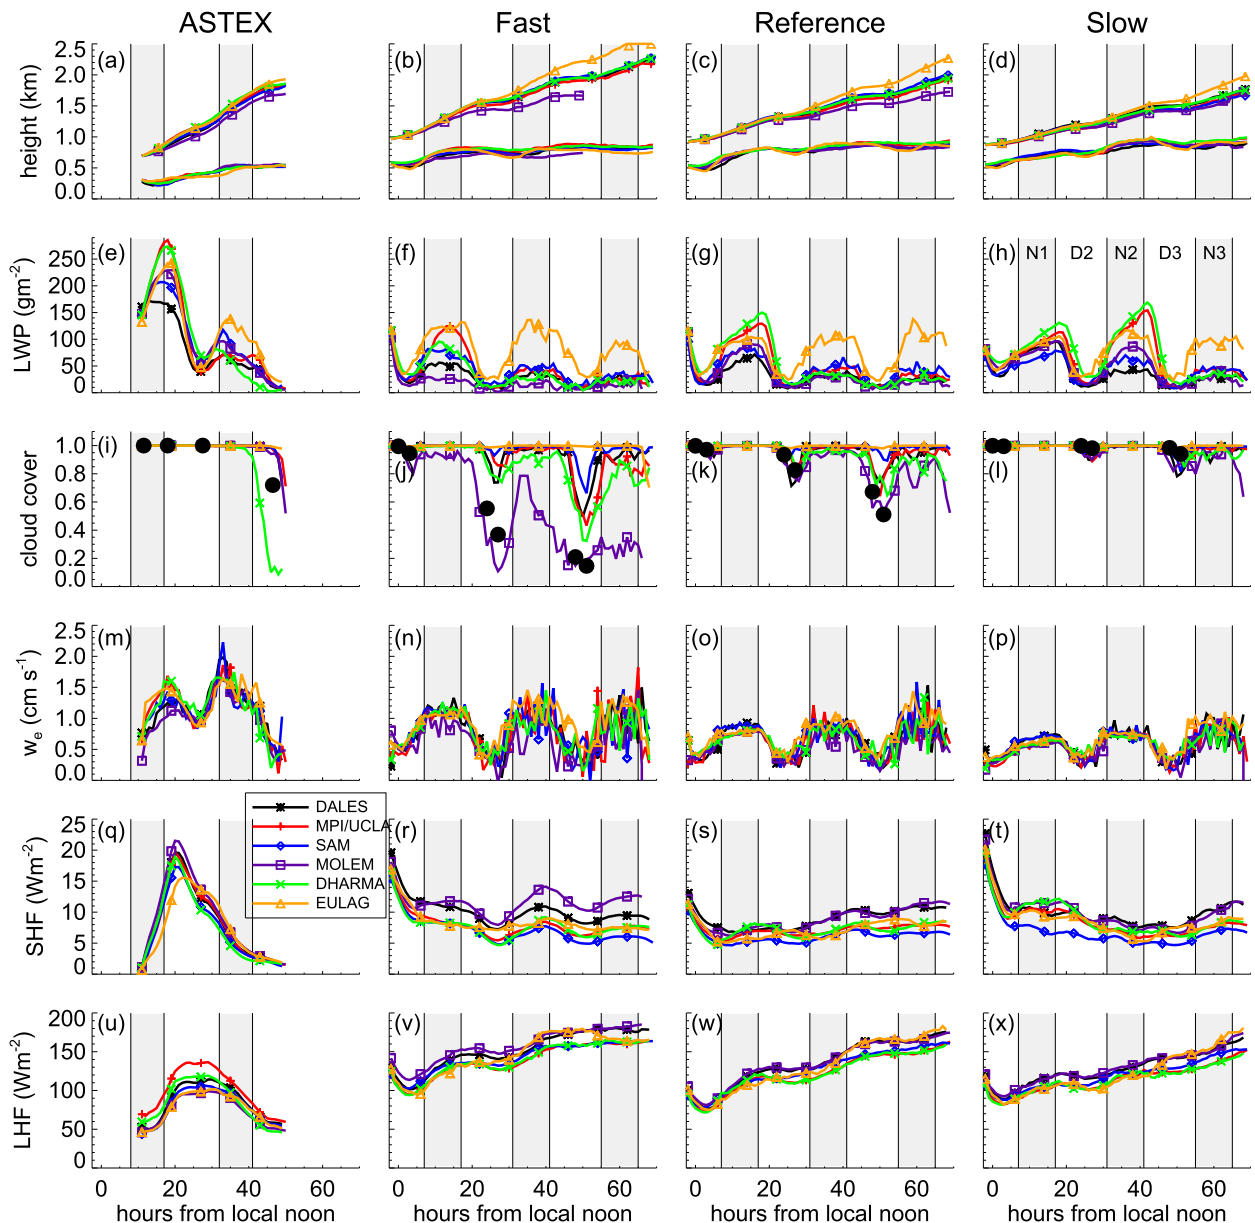 ASTEX Fast Reference Slow
height (km)
2.5
2.0
1.5
1.0
0.5
0.0
(a) (b) (c) (d)
LWP (gm-2)
250
200
150
100
50
0
(e) (f) (g) (h) N1 D2 N2 D3 N3
cloud cover
1.0
0.8
0.6
0.4
0.2
0.0
(i) (j) (k) (l)
we (cm s-1)
2.5
2.0
1.5
1.0
0.5
0.0
(m) (n) (o) (p)
DALES
MPI/UCLA
SAM
MOLEM
DHARMA
EULAG
SHF (Wm-2)
25
20
15
10
5
0
(q) (r) (s) (t)
LHF (Wm-2)
200
150
100
50
0
(u) (v) (w) (x)
0 20 40 60 0 20 40 60 0 20 40 60 0 20 40 60
hours from local noon hours from local noon hours from local noon hours from local noon